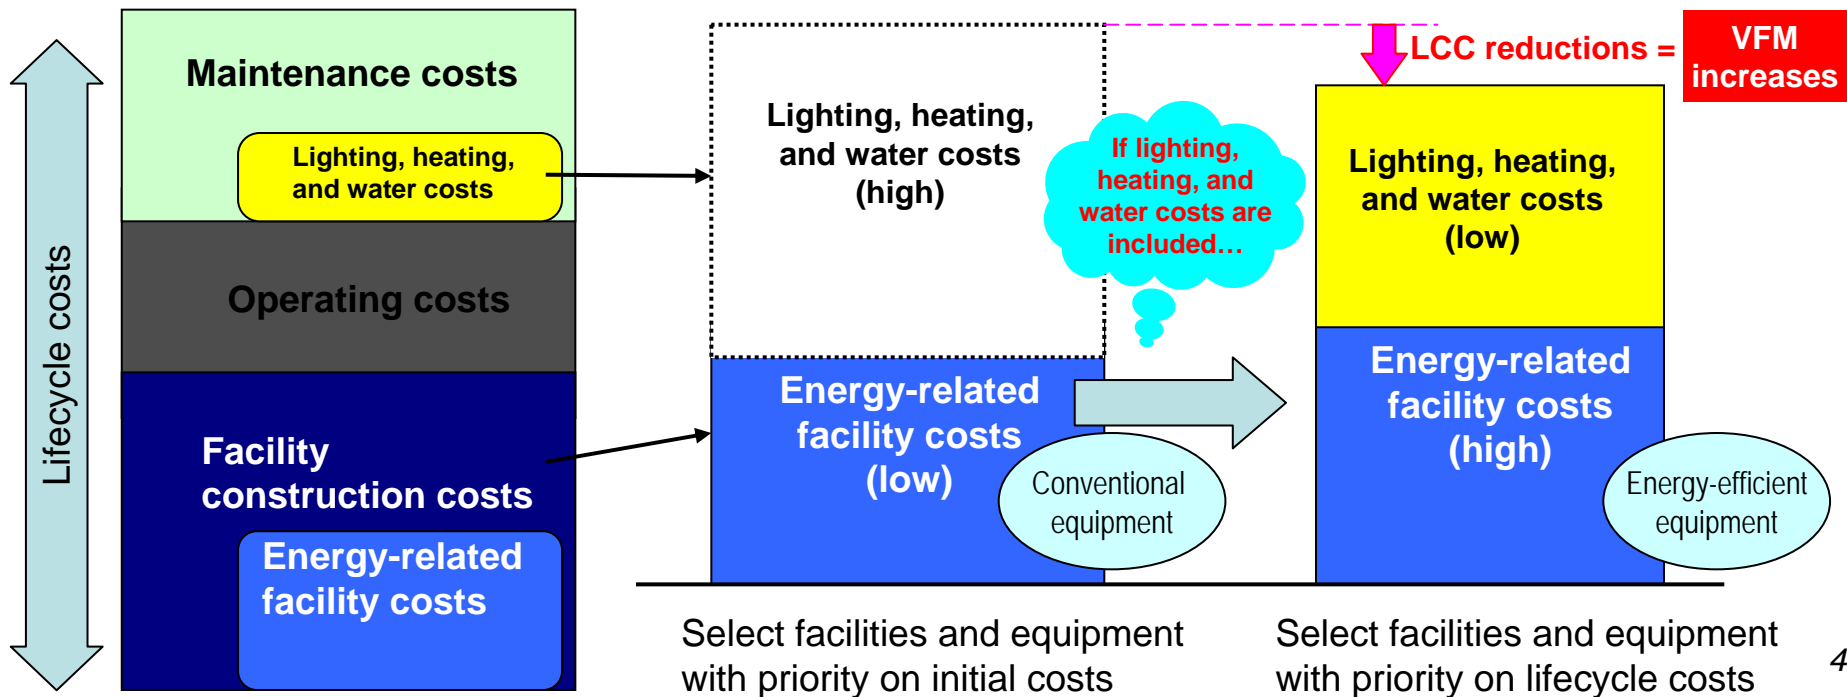 Lifecycle costs
Maintenance costs
Lighting, heating,
and water costs
Operating costs
Facility
construction costs
Energy-related
facility costs
Lighting, heating,
and water costs
(high)
Energy-related
facility costs
(low)
Conventional
equipment
Select facilities and equipment
with priority on initial costs
If lighting,
heating, and
water costs are
included…
LCC reductions =
VFM
increases
Lighting, heating,
and water costs
(low)
Energy-related
facility costs
(high)
Energy-efficient
equipment
Select facilities and equipment
with priority on lifecycle costs
4